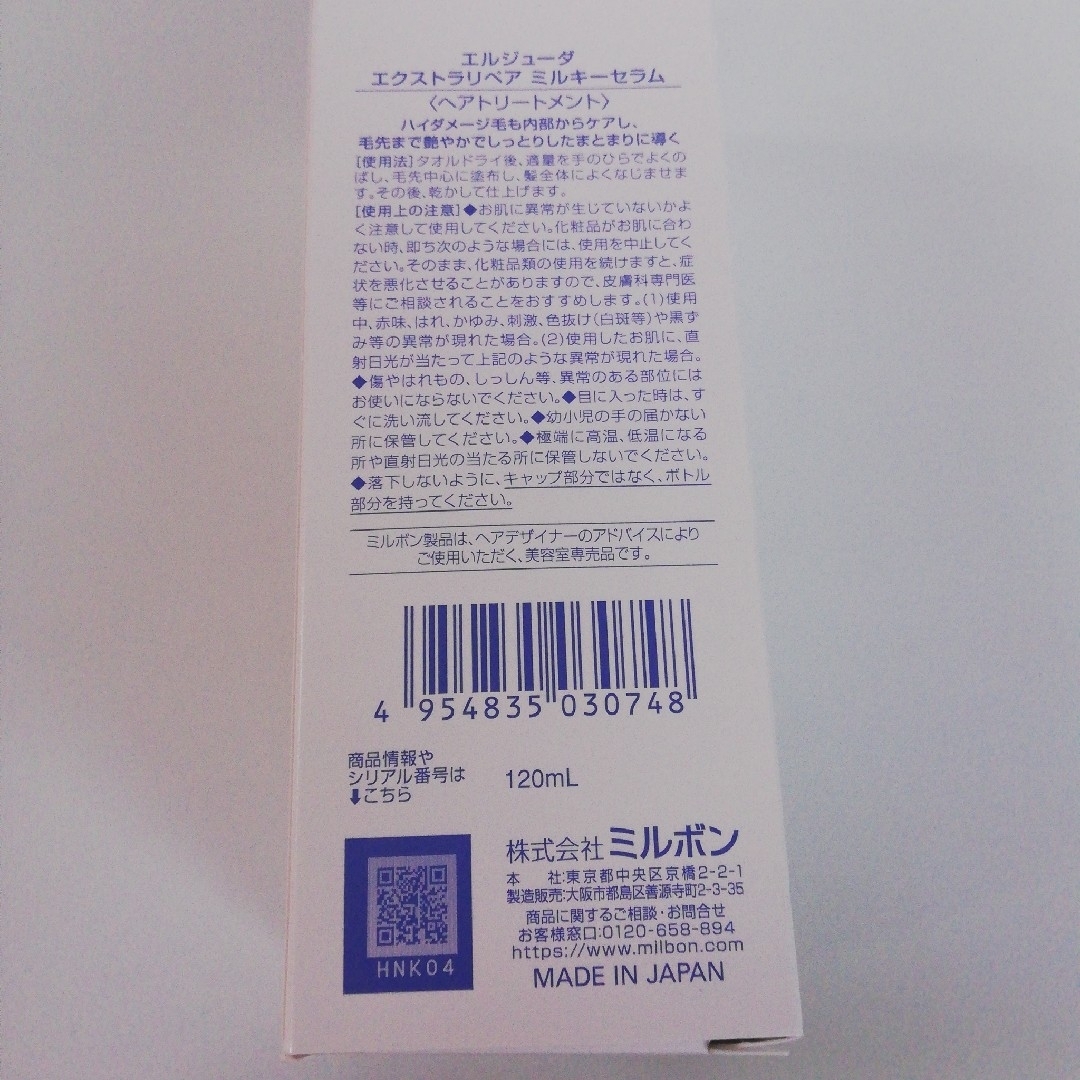 エルジューダ
エクストラリペア ミルキーセラム
〈ヘアトリートメント〉
ハイダメージ毛も内部からケアし、
毛先まで艶やかでしっとりしたまとまりに導く
[使用法]タオルドライ後、適量を手のひらでよくの
ばし、毛先中心に塗布し、髪全体によくなじませま
す。その後、乾かして仕上げます。
[使用上の注意]◆お肌に異常が生じていないかよ
く注意して使用してください。化粧品がお肌に合わ
ない時、即ち次のような場合には、使用を中止してく
ださい。そのまま、化粧品類の使用を続けますと、症
状を悪化させることがありますので、皮膚科専門医
等にご相談されることをおすすめします。(1)使用
中、赤味、はれ、かゆみ、刺激、色抜け(白斑等)や黒ず
み等の異常が現れた場合。(2)使用したお肌に、直
射日光が当たって上記のような異常が現れた場合。
◆傷やはれもの、しっしん等、異常のある部位には
お使いにならないでください。◆目に入った時は、す
ぐに洗い流してください。◆幼小児の手の届かない
所に保管してください。◆極端に高温、低温になる
所や直射日光の当たる所に保管しないでください。
◆落下しないように、キャップ部分ではなく、ボトル
部分を持ってください。
ミルボン製品は、ヘアデザイナーのアドバイスにより
ご使用いただく、美容室専売品です。
4 954835 030748
商品情報や
シリアル番号は
⬇こちら
120mL
HNK04
株式会社 ミルボン
本 社:東京都中央区京橋2-2-1
製造販売:大阪市都島区善源寺町2-3-35
商品に関するご相談・お問合せ
お客様窓口:0120-658-894
https://www.milbon.com
MADE IN JAPAN